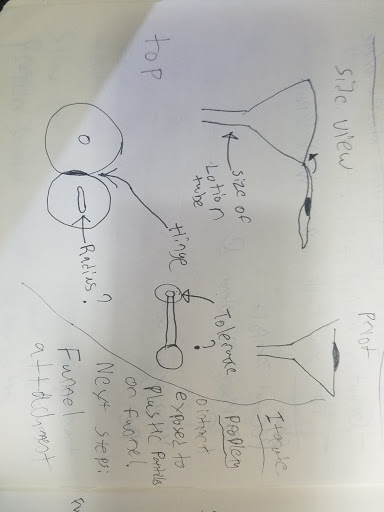 side view
Pivot
size of
Lotion
tube
Tolerance
?
Hinge
top
Radius?
Iterate
Problem
ointment
exposed to
plastic particles
on funnel.
Next steps:
Funnel
attachment